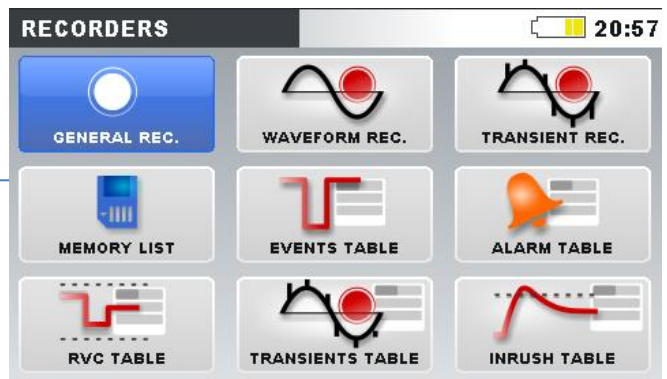 RECORDERS
20:57
GENERAL REC.
WAVEFORM REC.
TRANSIENT REC.
MEMORY LIST
EVENTS TABLE
ALARM TABLE
RVC TABLE
TRANSIENTS TABLE
INRUSH TABLE